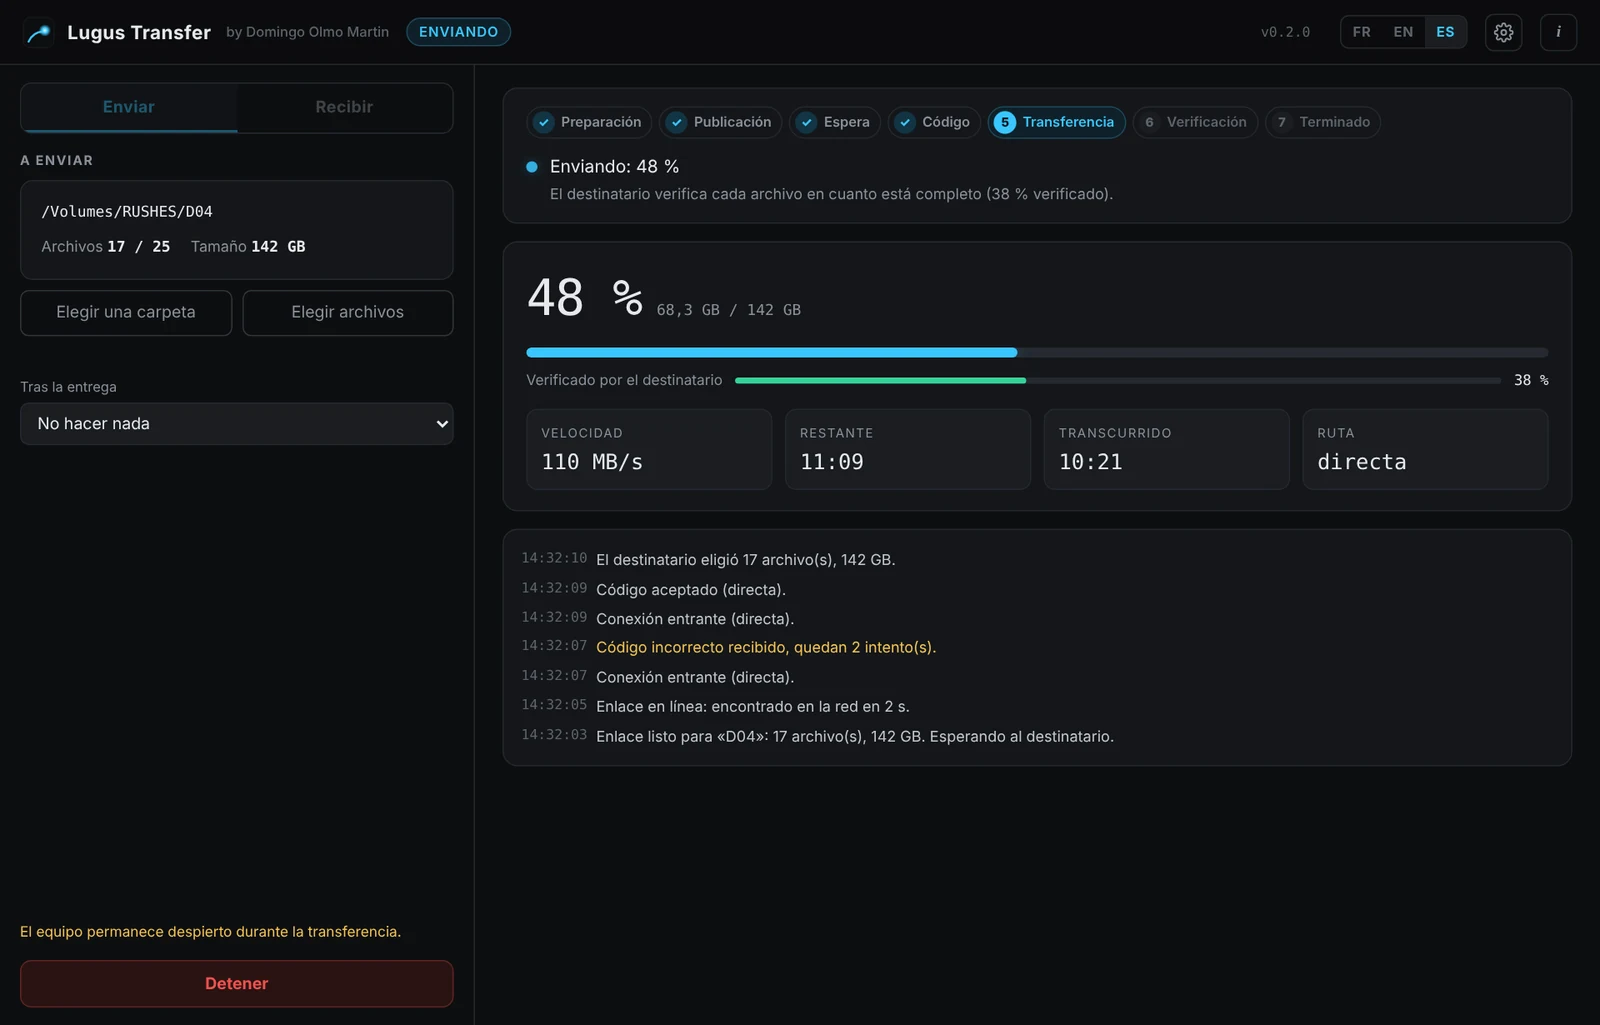 Lugus Transfer by Domingo Olmo Martin ENVIANDO v0.2.0 FR EN ES i
Enviar Recibir
A ENVIAR
/Volumes/RUSHES/D04
Archivos 17 / 25 Tamaño 142 GB
Elegir una carpeta Elegir archivos
Tras la entrega
No hacer nada
El equipo permanece despierto durante la transferencia.
Detener
Preparación Publicación Espera Código 5 Transferencia 6 Verificación 7 Terminado
Enviando: 48 %
El destinatario verifica cada archivo en cuanto está completo (38 % verificado).
48 % 68,3 GB / 142 GB
Verificado por el destinatario 38 %
VELOCIDAD RESTANTE TRANSCURRIDO RUTA
110 MB/s 11:09 10:21 directa
14:32:10 El destinatario eligió 17 archivo(s), 142 GB.
14:32:09 Código aceptado (directa).
14:32:09 Conexión entrante (directa).
14:32:07 Código incorrecto recibido, quedan 2 intento(s).
14:32:07 Conexión entrante (directa).
14:32:05 Enlace en línea: encontrado en la red en 2 s.
14:32:03 Enlace listo para «D04»: 17 archivo(s), 142 GB. Esperando al destinatario.